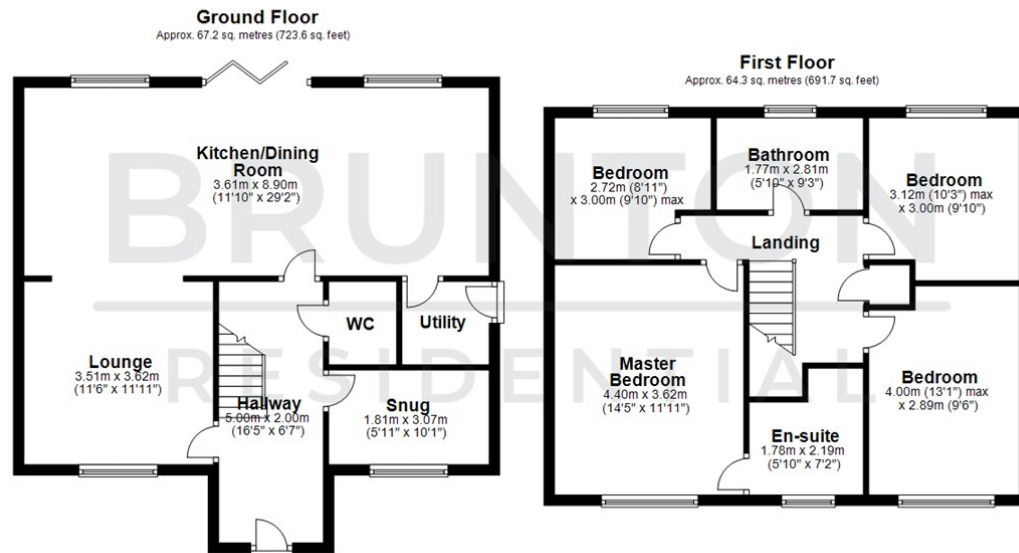 Ground Floor
Approx. 67.2 sq. metres (723.6 sq. feet)
Kitchen/Dining
Room
3.61m x 8.90m
(11'10" x 29'2")
WC
Utility
Lounge
3.51m x 3.62m
(11'6" x 11'11")
Hallway
5.00m x 2.00m
(16'5" x 6'7")
Snug
1.81m x 3.07m
(5'11" x 10'1")
First Floor
Approx. 64.3 sq. metres (691.7 sq. feet)
Bedroom
2.72m (8'11")
x 3.00m (9'10") max
Bathroom
1.77m x 2.81m
(5'10" x 9'3")
Bedroom
3.12m (10'3") max
x 3.00m (9'10")
Landing
Master
Bedroom
4.40m x 3.62m
(14'5" x 11'11")
En-suite
1.78m x 2.19m
(5'10" x 7'2")
Bedroom
4.00m (13'1") max
x 2.89m (9'6")
BRUNTON
RESIDENTIAL